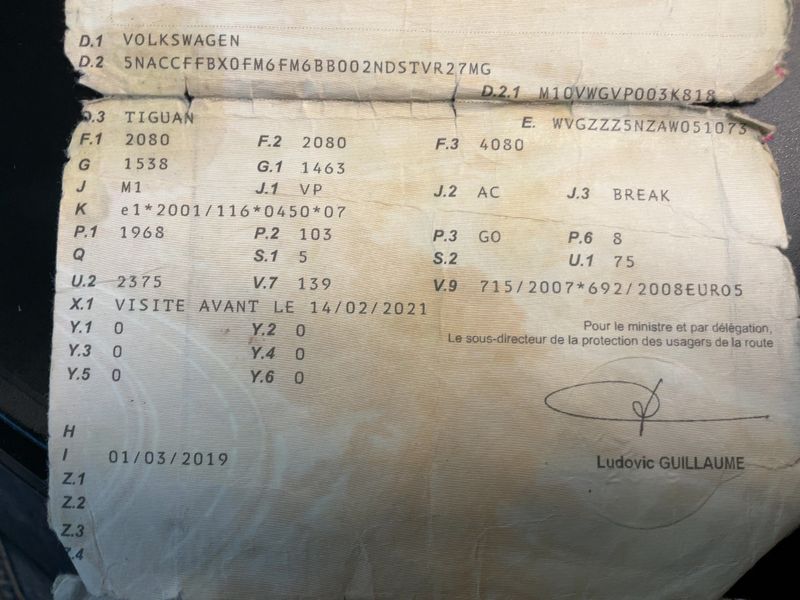 D.1 VOLKSWAGEN
D.2 5NACCFFBX0FM6FM6BB002NDSTVR27MG
D.2.1 M10VWGVP003K818
D.3 TIGUAN E. WVGZZZ5NZAW051073
F.1 2080 F.2 2080 F.3 4080
G 1538 G.1 1463
J M1 J.1 VP J.2 AC J.3 BREAK
K e1*2001/116*0450*07
P.1 1968 P.2 103 P.3 GO P.6 8
Q S.1 5 S.2 U.1 75
U.2 2375 V.7 139 V.9 715/2007*692/2008EURO5
X.1 VISITE AVANT LE 14/02/2021
Y.1 0 Y.2 0
Y.3 0 Y.4 0
Y.5 0 Y.6 0
Pour le ministre et par délégation,
Le sous-directeur de la protection des usagers de la route
H
I 01/03/2019
Ludovic GUILLAUME
Z.1
Z.2
Z.3
Z.4